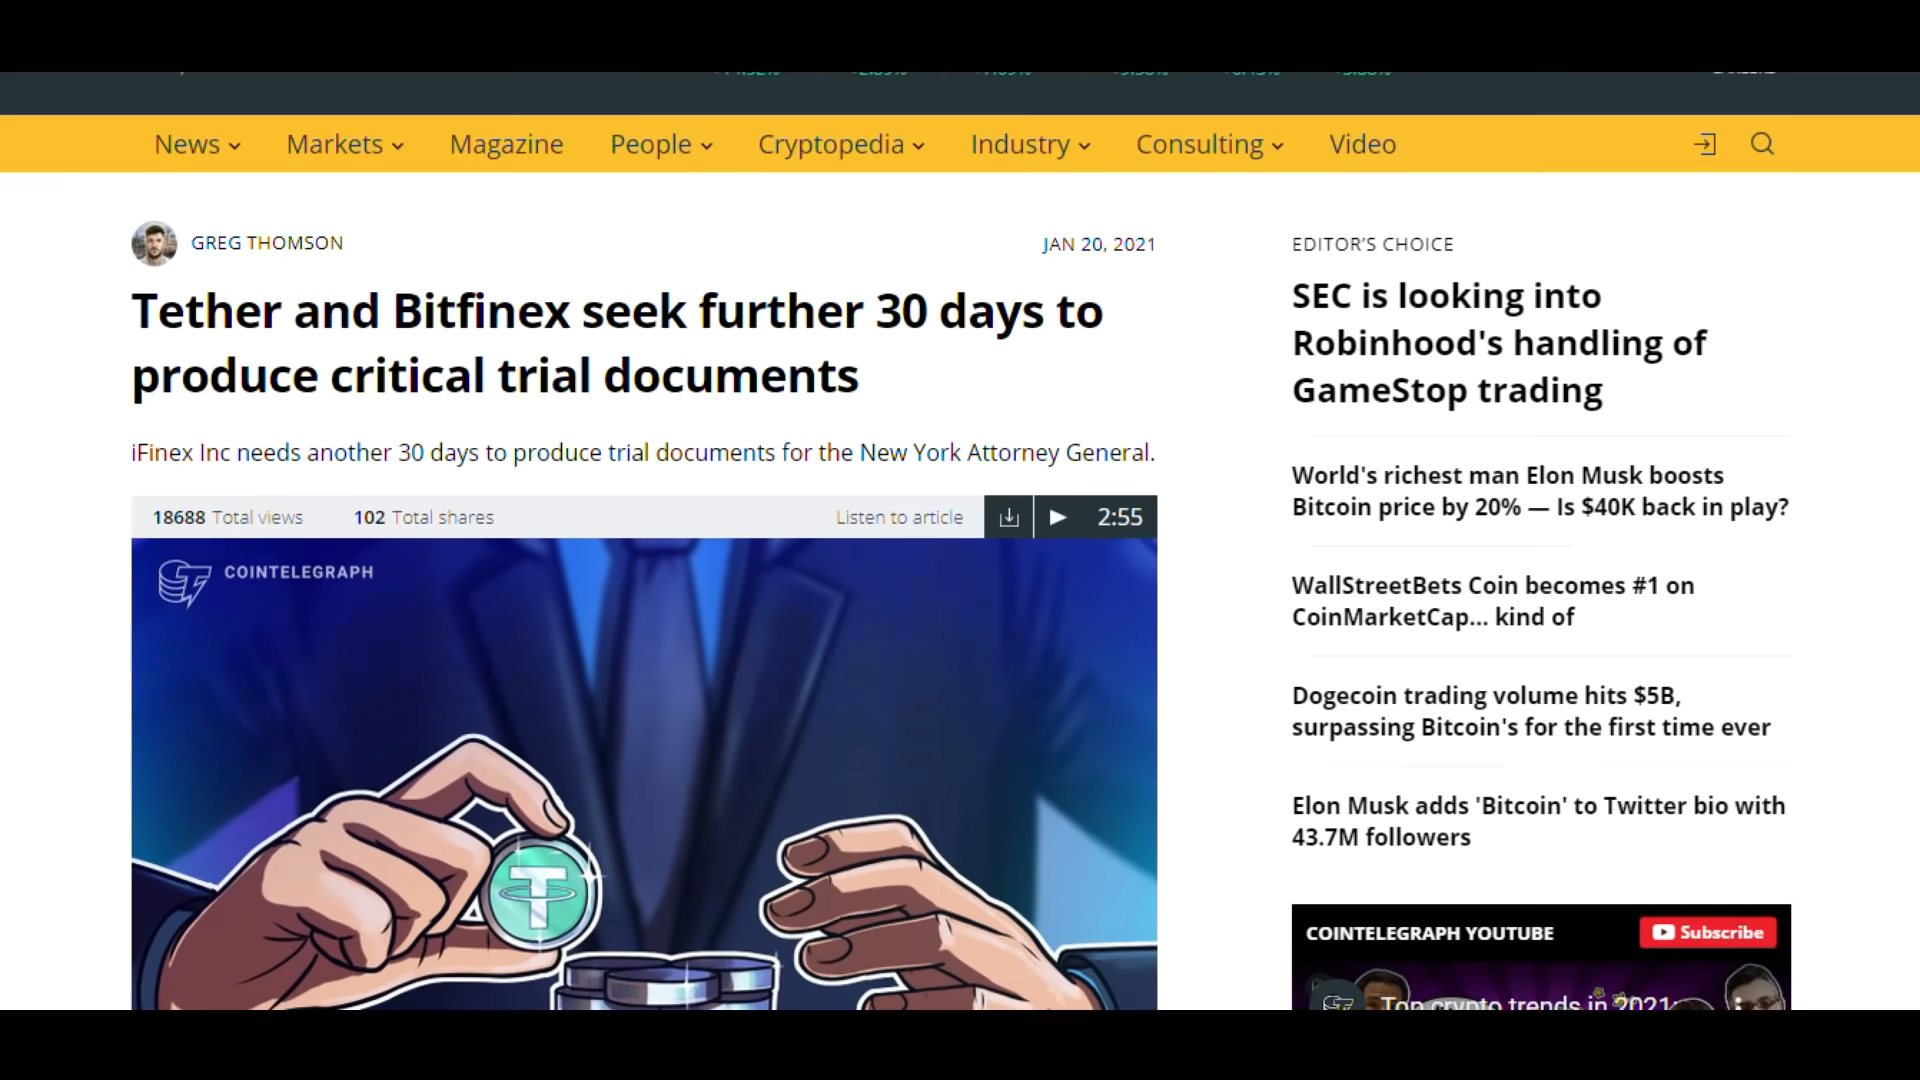 News
Markets
Magazine
People
Cryptopedia
Industry
Consulting
Video
GREG THOMSON
JAN 20, 2021
Tether and Bitfinex seek further 30 days to
produce critical trial documents
iFinex Inc needs another 30 days to produce trial documents for the New York Attorney General.
18688 Total views
102 Total shares
Listen to article
2:55
COINTELEGRAPH
EDITOR'S CHOICE
SEC is looking into
Robinhood's handling of
GameStop trading
World's richest man Elon Musk boosts
Bitcoin price by 20% — Is $40K back in play?
WallStreetBets Coin becomes #1 on
CoinMarketCap... kind of
Dogecoin trading volume hits $5B,
surpassing Bitcoin's for the first time ever
Elon Musk adds 'Bitcoin' to Twitter bio with
43.7M followers
COINTELEGRAPH YOUTUBE
Subscribe
Top crypto trends in 2021: